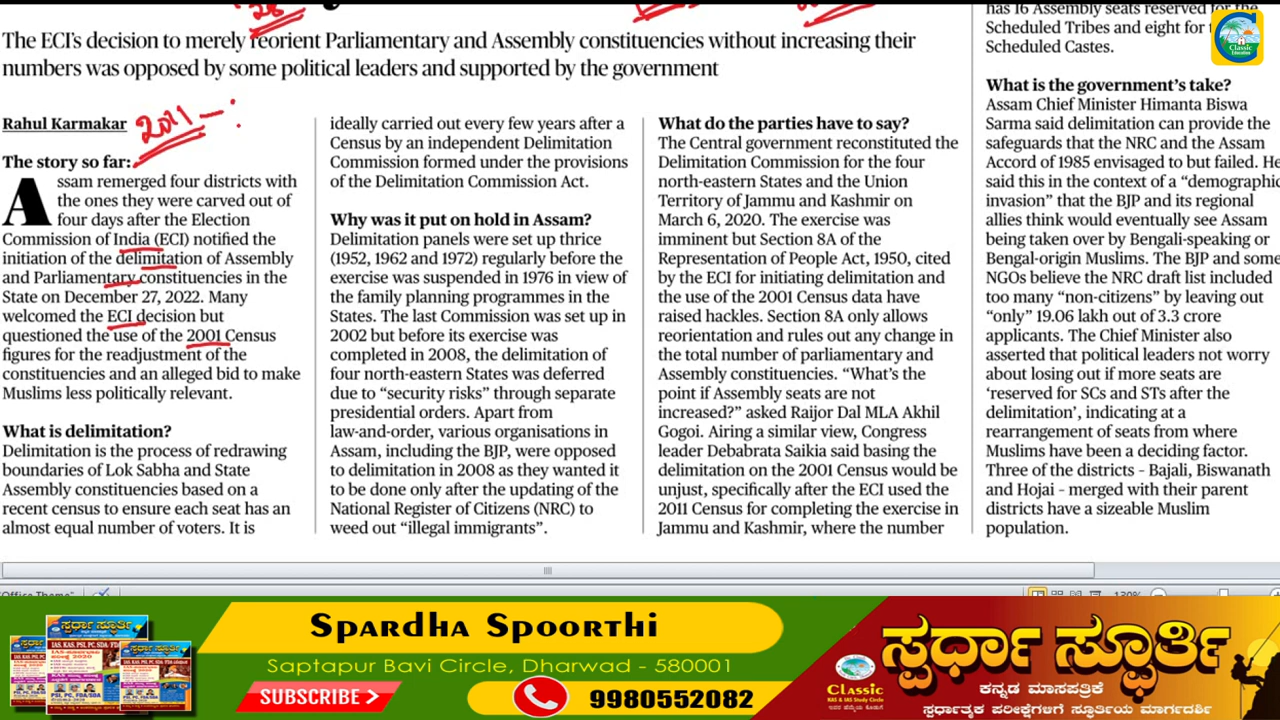 The ECI's decision to merely reorient Parliamentary and Assembly constituencies without increasing their
numbers was opposed by some political leaders and supported by the government
Rahul Karmakar
2011 - :
The story so far:
Assam remerged four districts with
the ones they were carved out of
four days after the Election
Commission of India (ECI) notified the
initiation of the delimitation of Assembly
and Parliamentary constituencies in the
State on December 27, 2022. Many
welcomed the ECI decision but
questioned the use of the 2001 Census
figures for the readjustment of the
constituencies and an alleged bid to make
Muslims less politically relevant.
What is delimitation?
Delimitation is the process of redrawing
boundaries of Lok Sabha and State
Assembly constituencies based on a
recent census to ensure each seat has an
almost equal number of voters. It is
ideally carried out every few years after a
Census by an independent Delimitation
Commission formed under the provisions
of the Delimitation Commission Act.
Why was it put on hold in Assam?
Delimitation panels were set up thrice
(1952, 1962 and 1972) regularly before the
exercise was suspended in 1976 in view of
the family planning programmes in the
States. The last Commission was set up in
2002 but before its exercise was
completed in 2008, the delimitation of
four north-eastern States was deferred
due to "security risks" through separate
presidential orders. Apart from
law-and-order, various organisations in
Assam, including the BJP, were opposed
to delimitation in 2008 as they wanted it
to be done only after the updating of the
National Register of Citizens (NRC) to
weed out "illegal immigrants".
What do the parties have to say?
The Central government reconstituted the
Delimitation Commission for the four
north-eastern States and the Union
Territory of Jammu and Kashmir on
March 6, 2020. The exercise was
imminent but Section 8A of the
Representation of People Act, 1950, cited
by the ECI for initiating delimitation and
the use of the 2001 Census data have
raised hackles. Section 8A only allows
reorientation and rules out any change in
the total number of parliamentary and
Assembly constituencies. "What's the
point if Assembly seats are not
increased?" asked Raijor Dal MLA Akhil
Gogoi. Airing a similar view, Congress
leader Debabrata Saikia said basing the
delimitation on the 2001 Census would be
unjust, specifically after the ECI used the
2011 Census for completing the exercise in
Jammu and Kashmir, where the number
has 16 Assembly seats reserved for the
Scheduled Tribes and eight for
Scheduled Castes.
What is the government's take?
Assam Chief Minister Himanta Biswa
Sarma said delimitation can provide the
safeguards that the NRC and the Assam
Accord of 1985 envisaged to but failed. He
said this in the context of a "demographic
invasion" that the BJP and its regional
allies think would eventually see Assam
being taken over by Bengali-speaking or
Bengal-origin Muslims. The BJP and some
NGOs believe the NRC draft list included
too many "non-citizens" by leaving out
"only" 19.06 lakh out of 3.3 crore
applicants. The Chief Minister also
asserted that political leaders not worry
about losing out if more seats are
'reserved for SCs and STs after the
delimitation', indicating at a
rearrangement of seats from where
Muslims have been a deciding factor.
Three of the districts – Bajali, Biswanath
and Hojai – merged with their parent
districts have a sizeable Muslim
population.
Classic
Education
Spardha Spoorthi
Saptapur Bavi Circle, Dharwad - 580001
SUBSCRIBE >
9980552082
ಸ್ಪರ್ಧಾ ಸ್ಫೂರ್ತಿ
ಕನ್ನಡ ಮಾಸಪತ್ರಿಕೆ
ಸ್ಪರ್ಧಾತ್ಮಕ ಪರೀಕ್ಷೆಗಳಿಗೆ ಸ್ಫೂರ್ತಿಯ ಮಾರ್ಗದರ್ಶಿ
Classic
IAS & KAS Study Circle